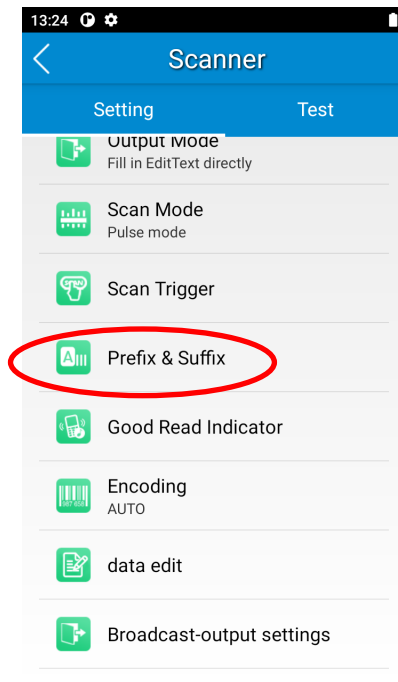 13:24
Scanner
Setting
Test
Output Mode
Fill in EditText directly
Scan Mode
Pulse mode
Scan Trigger
Prefix & Suffix
Good Read Indicator
Encoding
AUTO
data edit
Broadcast-output settings